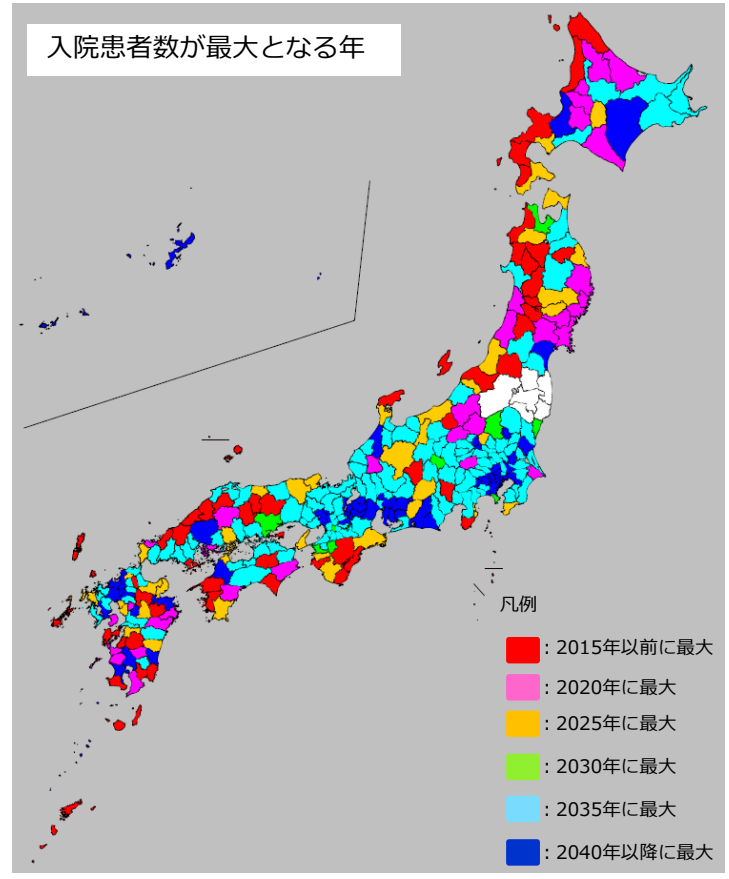 入院患者数が最大となる年
凡例
：2015年以前に最大
：2020年に最大
：2025年に最大
：2030年に最大
：2035年に最大
：2040年以降に最大